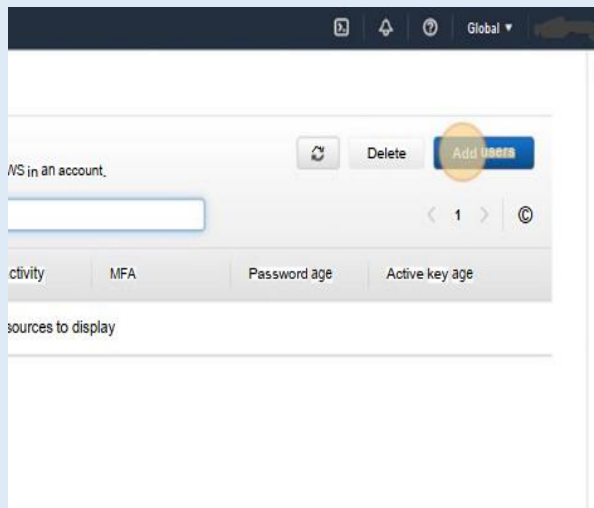 Global ▼
Delete
Add users
WS in an account.
< 1 > ©
ctivity MFA Password age Active key age
sources to display